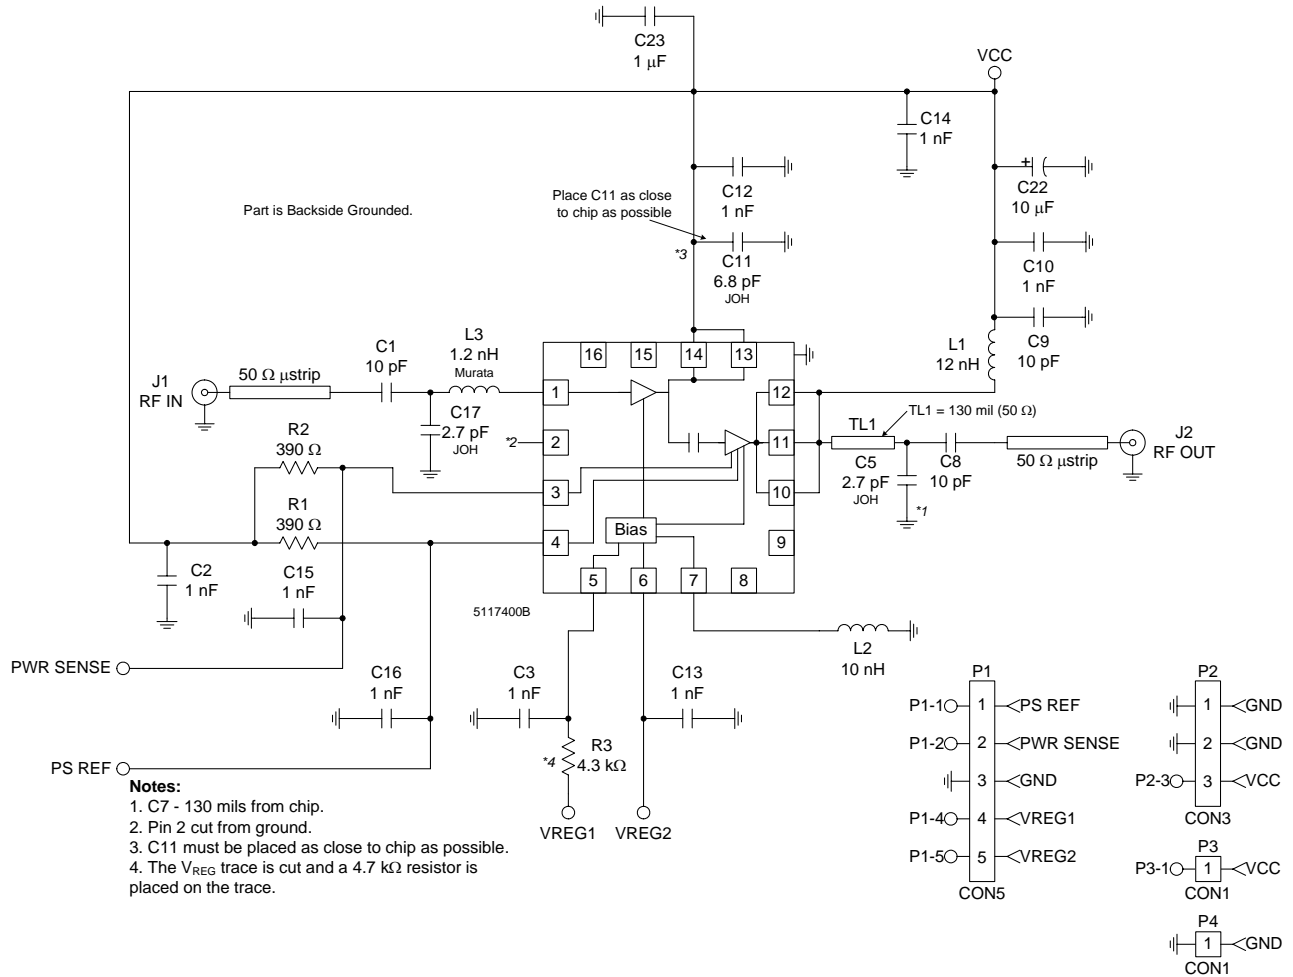 C23
1 µF
VCC
C14
1 nF
Place C11 as close
to chip as possible
C12
1 nF
C22
10 µF
+
Part is Backside Grounded.
*3
C11
6.8 pF
JOH
C10
1 nF
L3
1.2 nH
Murata
C1
10 pF
L1
12 nH
C9
10 pF
J1
RF IN
50 Ω µstrip
16
15
14
13
1
12
C17
2.7 pF
JOH
*2
2
11
TL1
TL1 = 130 mil (50 Ω)
C5
2.7 pF
JOH
*1
C8
10 pF
50 Ω µstrip
J2
RF OUT
R2
390 Ω
3
10
R1
390 Ω
4
Bias
9
C2
1 nF
C15
1 nF
5
6
7
8
5117400B
L2
10 nH
PWR SENSE
C16
1 nF
C3
1 nF
C13
1 nF
PS REF
*4
R3
4.3 kΩ
VREG1
VREG2
Notes:
1. C7 - 130 mils from chip.
2. Pin 2 cut from ground.
3. C11 must be placed as close to chip as possible.
4. The VREG trace is cut and a 4.7 kΩ resistor is
placed on the trace.
P1
P1-1 1 PS REF
P1-2 2 PWR SENSE
3 GND
P1-4 4 VREG1
P1-5 5 VREG2
CON5
P2
1 GND
2 GND
P2-3 3 VCC
CON3
P3
P3-1 1 VCC
CON1
P4
1 GND
CON1